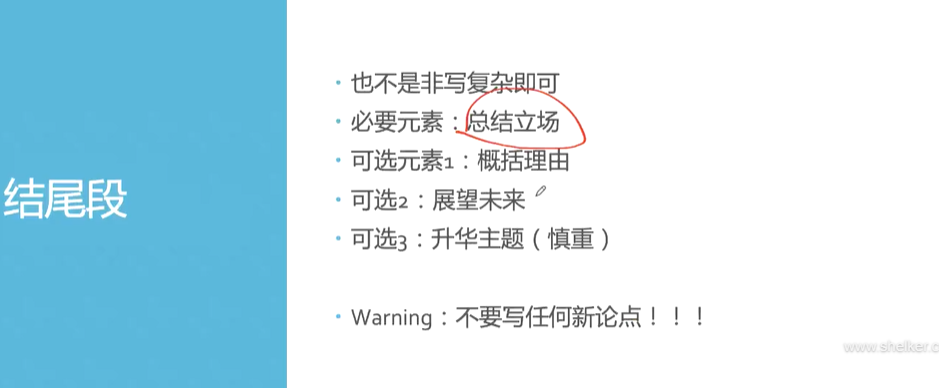 结尾段
也不是非写复杂即可
必要元素：总结立场
可选元素1：概括理由
可选2：展望未来
可选3：升华主题（慎重）
Warning：不要写任何新论点！！！
www.shelker.c